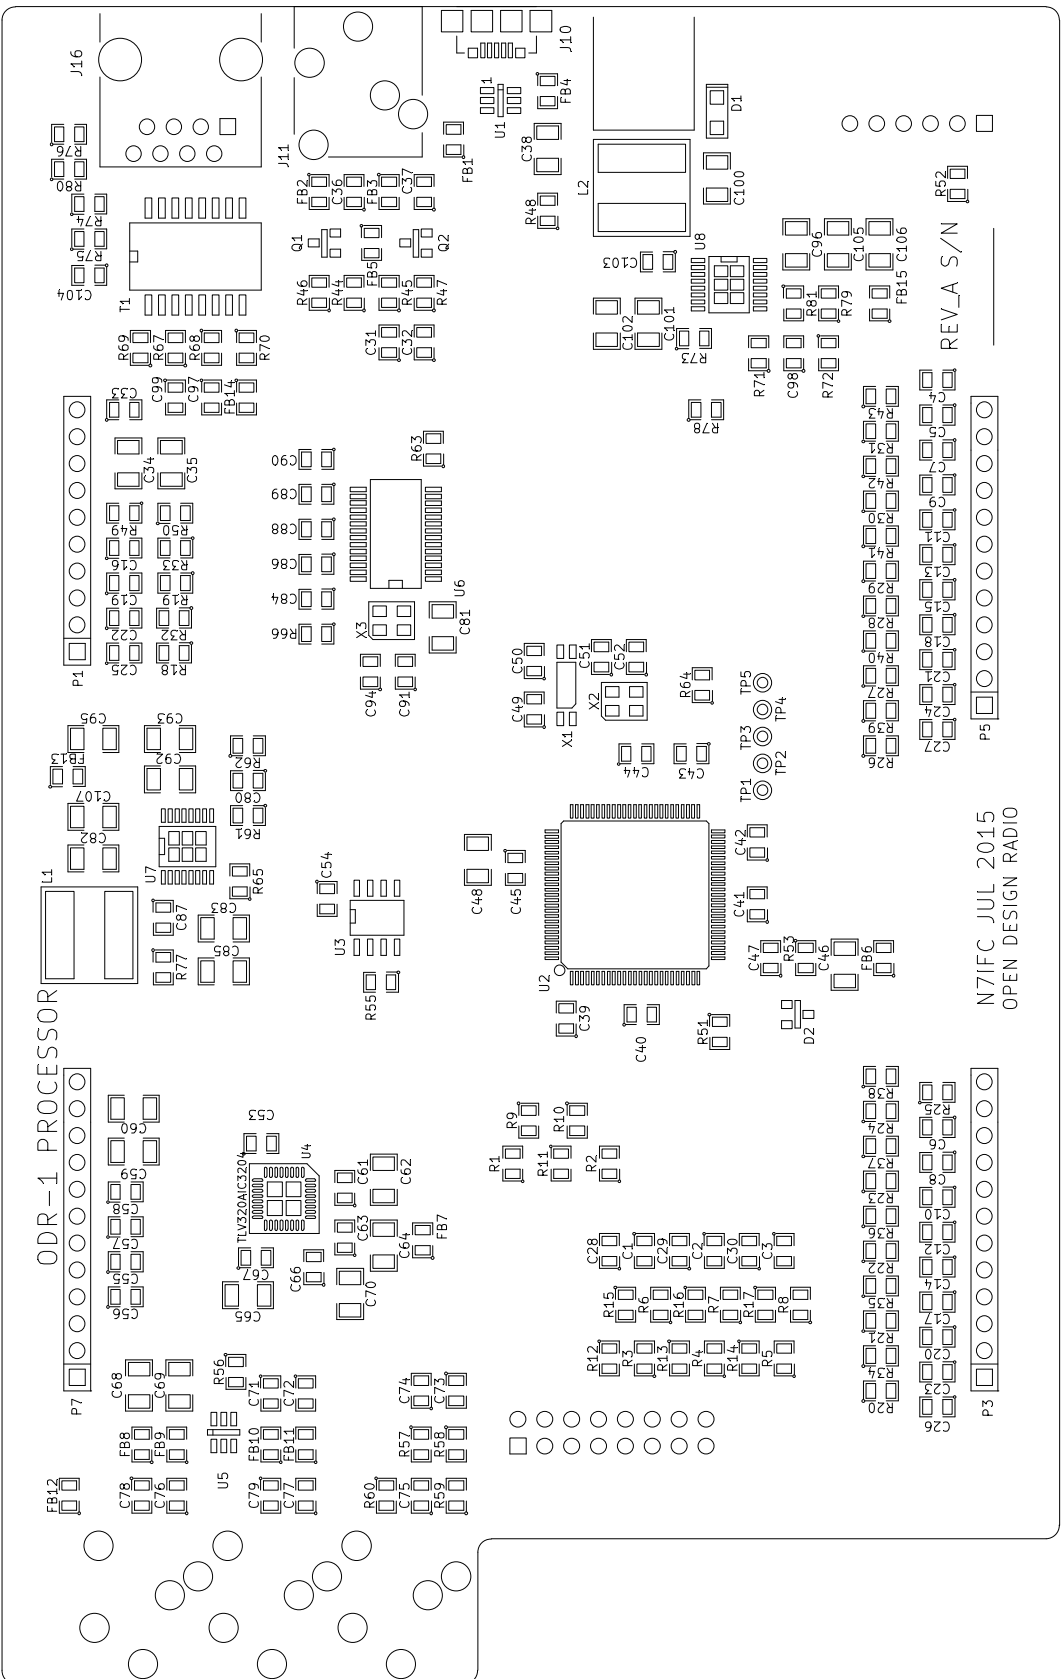 J16
J11
J10
1
U1
FB4
D1
R76
R80
R74
R75
C104
T1
FB1
C38
L2
C100
R52
FB2
C36
FB3
C37
R48
Q1
FB5
Q2
C103
U8
C96
C105
C106
REV_A S/N
R46
R44
R45
R47
C102
C101
R81
R79
FB15
R69
R67
R68
R70
C31
C32
R73
R71
C98
R72
C99
C97
FB14
C33
R78
C34
C35
R63
C90
C89
C88
C86
C84
R66
U6
X3
C81
P1
R49
R50
C16
R33
C19
R19
C22
R32
C25
R18
C94
C91
C50
C49
X1
C51
C52
X2
R64
TP5
TP4
TP3
TP2
TP1
C44
C43
R43
R31
R42
R30
R41
R29
R28
R40
R27
R39
R26
C4
C5
C7
C9
C11
C13
C15
C18
C21
C24
C27
P5
C95
C93
FB13
C92
R62
C107
C80
C82
R61
L1
U7
R65
C87
C83
R77
C85
C54
U3
R55
C48
C45
U2
C42
C41
C47
R53
C46
FB6
C39
C40
R51
D2
N7IFC JUL 2015
OPEN DESIGN RADIO
ODR-1 PROCESSOR
C60
C59
C58
C57
C55
C56
P7
C53
U4
TLV320AIC3204
C61
C62
C63
C64
FB7
C67
C66
C65
C70
R9
R10
R1
R11
R2
C28
C1
C29
C2
C30
C3
R15
R6
R16
R7
R17
R8
R12
R3
R13
R4
R14
R5
R38
R24
R37
R23
R36
R22
R35
R21
R34
R20
R25
C6
C8
C10
C12
C14
C17
C20
C23
C26
P3
C68
C69
R56
C71
C72
C74
C73
FB8
FB9
U5
FB10
FB11
R57
R58
FB12
C78
C76
C79
C77
R60
C75
R59